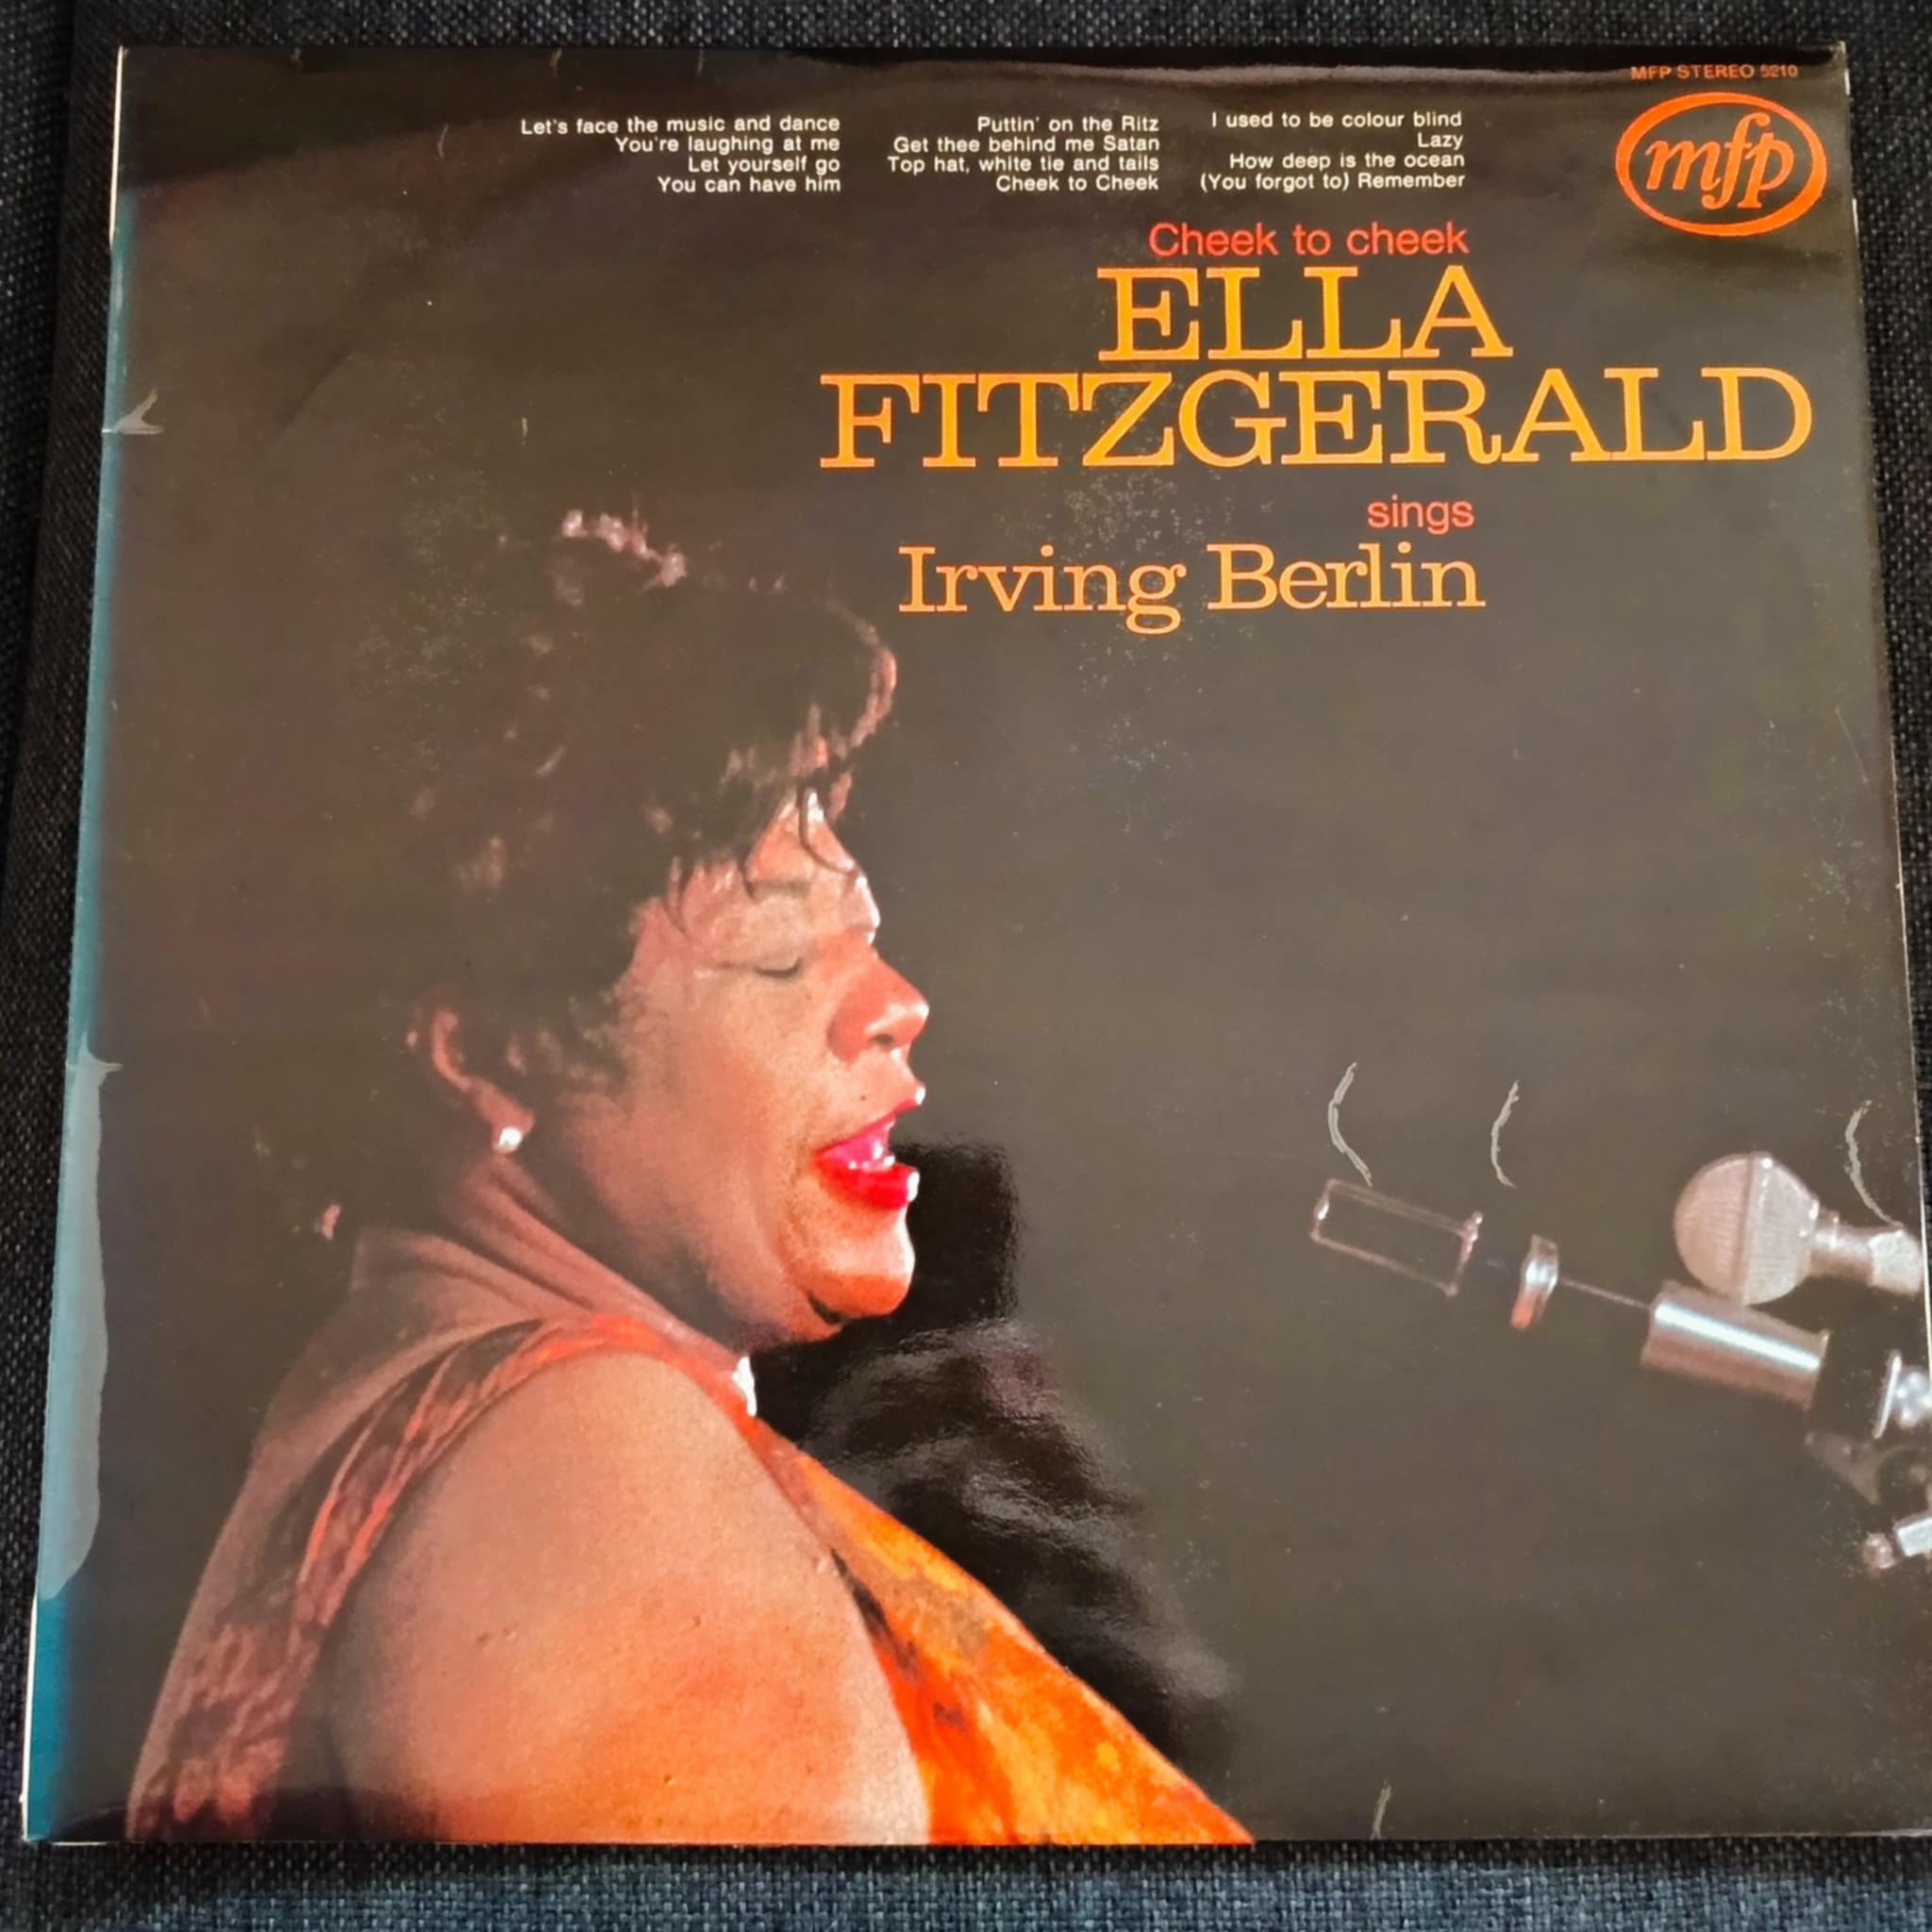 MFP STEREO 5210
Let's face the music and dance
You're laughing at me
Let yourself go
You can have him
Puttin' on the Ritz
Get thee behind me Satan
Top hat, white tie and tails
Cheek to Cheek
I used to be colour blind
Lazy
How deep is the ocean
(You forgot to) Remember
mfp
Cheek to cheek
ELLA
FITZGERALD
sings
Irving Berlin